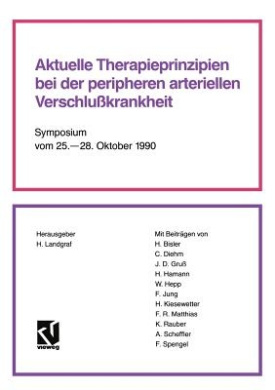 Aktuelle Therapieprinzipien
bei der peripheren arteriellen
Verschlußkrankheit
Symposium
vom 25.—28. Oktober 1990
Herausgeber
H. Landgraf
Mit Beiträgen von
H. Bisler
C. Diehm
J. D. Gruß
H. Hamann
W. Hepp
F. Jung
H. Kiesewetter
F. R. Matthias
K. Rauber
A. Scheffler
F. Spengel
vieweg